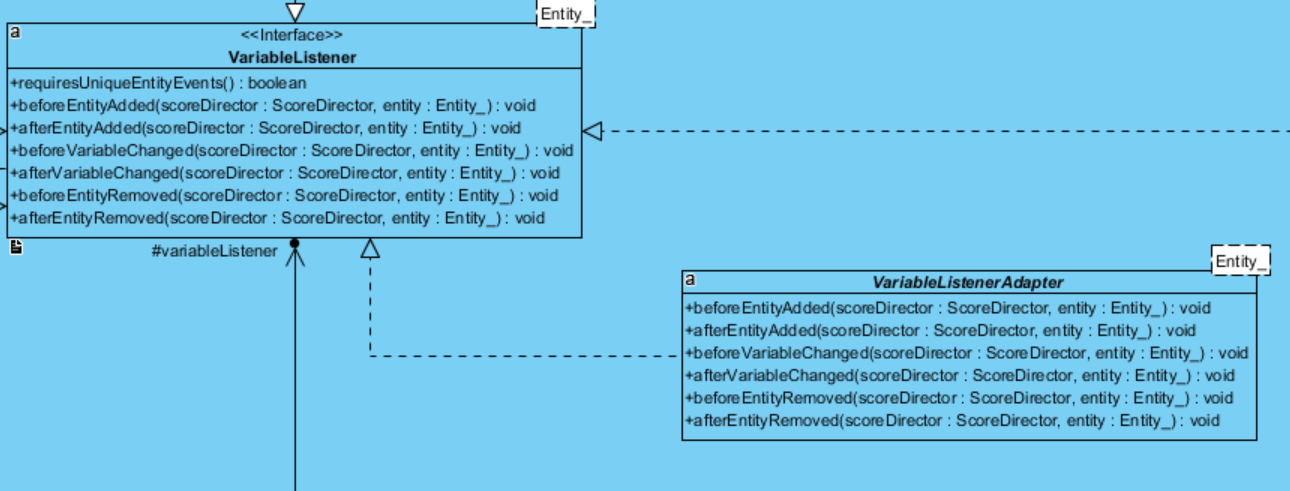 Entity_
a
<<Interface>>
VariableListener
+requiresUniqueEntityEvents() : boolean
+beforeEntityAdded(scoreDirector : ScoreDirector, entity : Entity_) : void
+afterEntityAdded(scoreDirector : ScoreDirector, entity : Entity_) : void
+beforeVariableChanged(scoreDirector : ScoreDirector, entity : Entity_) : void
+afterVariableChanged(scoreDirector : ScoreDirector, entity : Entity_) : void
+beforeEntityRemoved(scoreDirector : ScoreDirector, entity : Entity_) : void
+afterEntityRemoved(scoreDirector : ScoreDirector, entity : Entity_) : void
#variableListener
Entity_
a
VariableListenerAdapter
+beforeEntityAdded(scoreDirector : ScoreDirector, entity : Entity_) : void
+afterEntityAdded(scoreDirector : ScoreDirector, entity : Entity_) : void
+beforeVariableChanged(scoreDirector : ScoreDirector, entity : Entity_) : void
+afterVariableChanged(scoreDirector : ScoreDirector, entity : Entity_) : void
+beforeEntityRemoved(scoreDirector : ScoreDirector, entity : Entity_) : void
+afterEntityRemoved(scoreDirector : ScoreDirector, entity : Entity_) : void